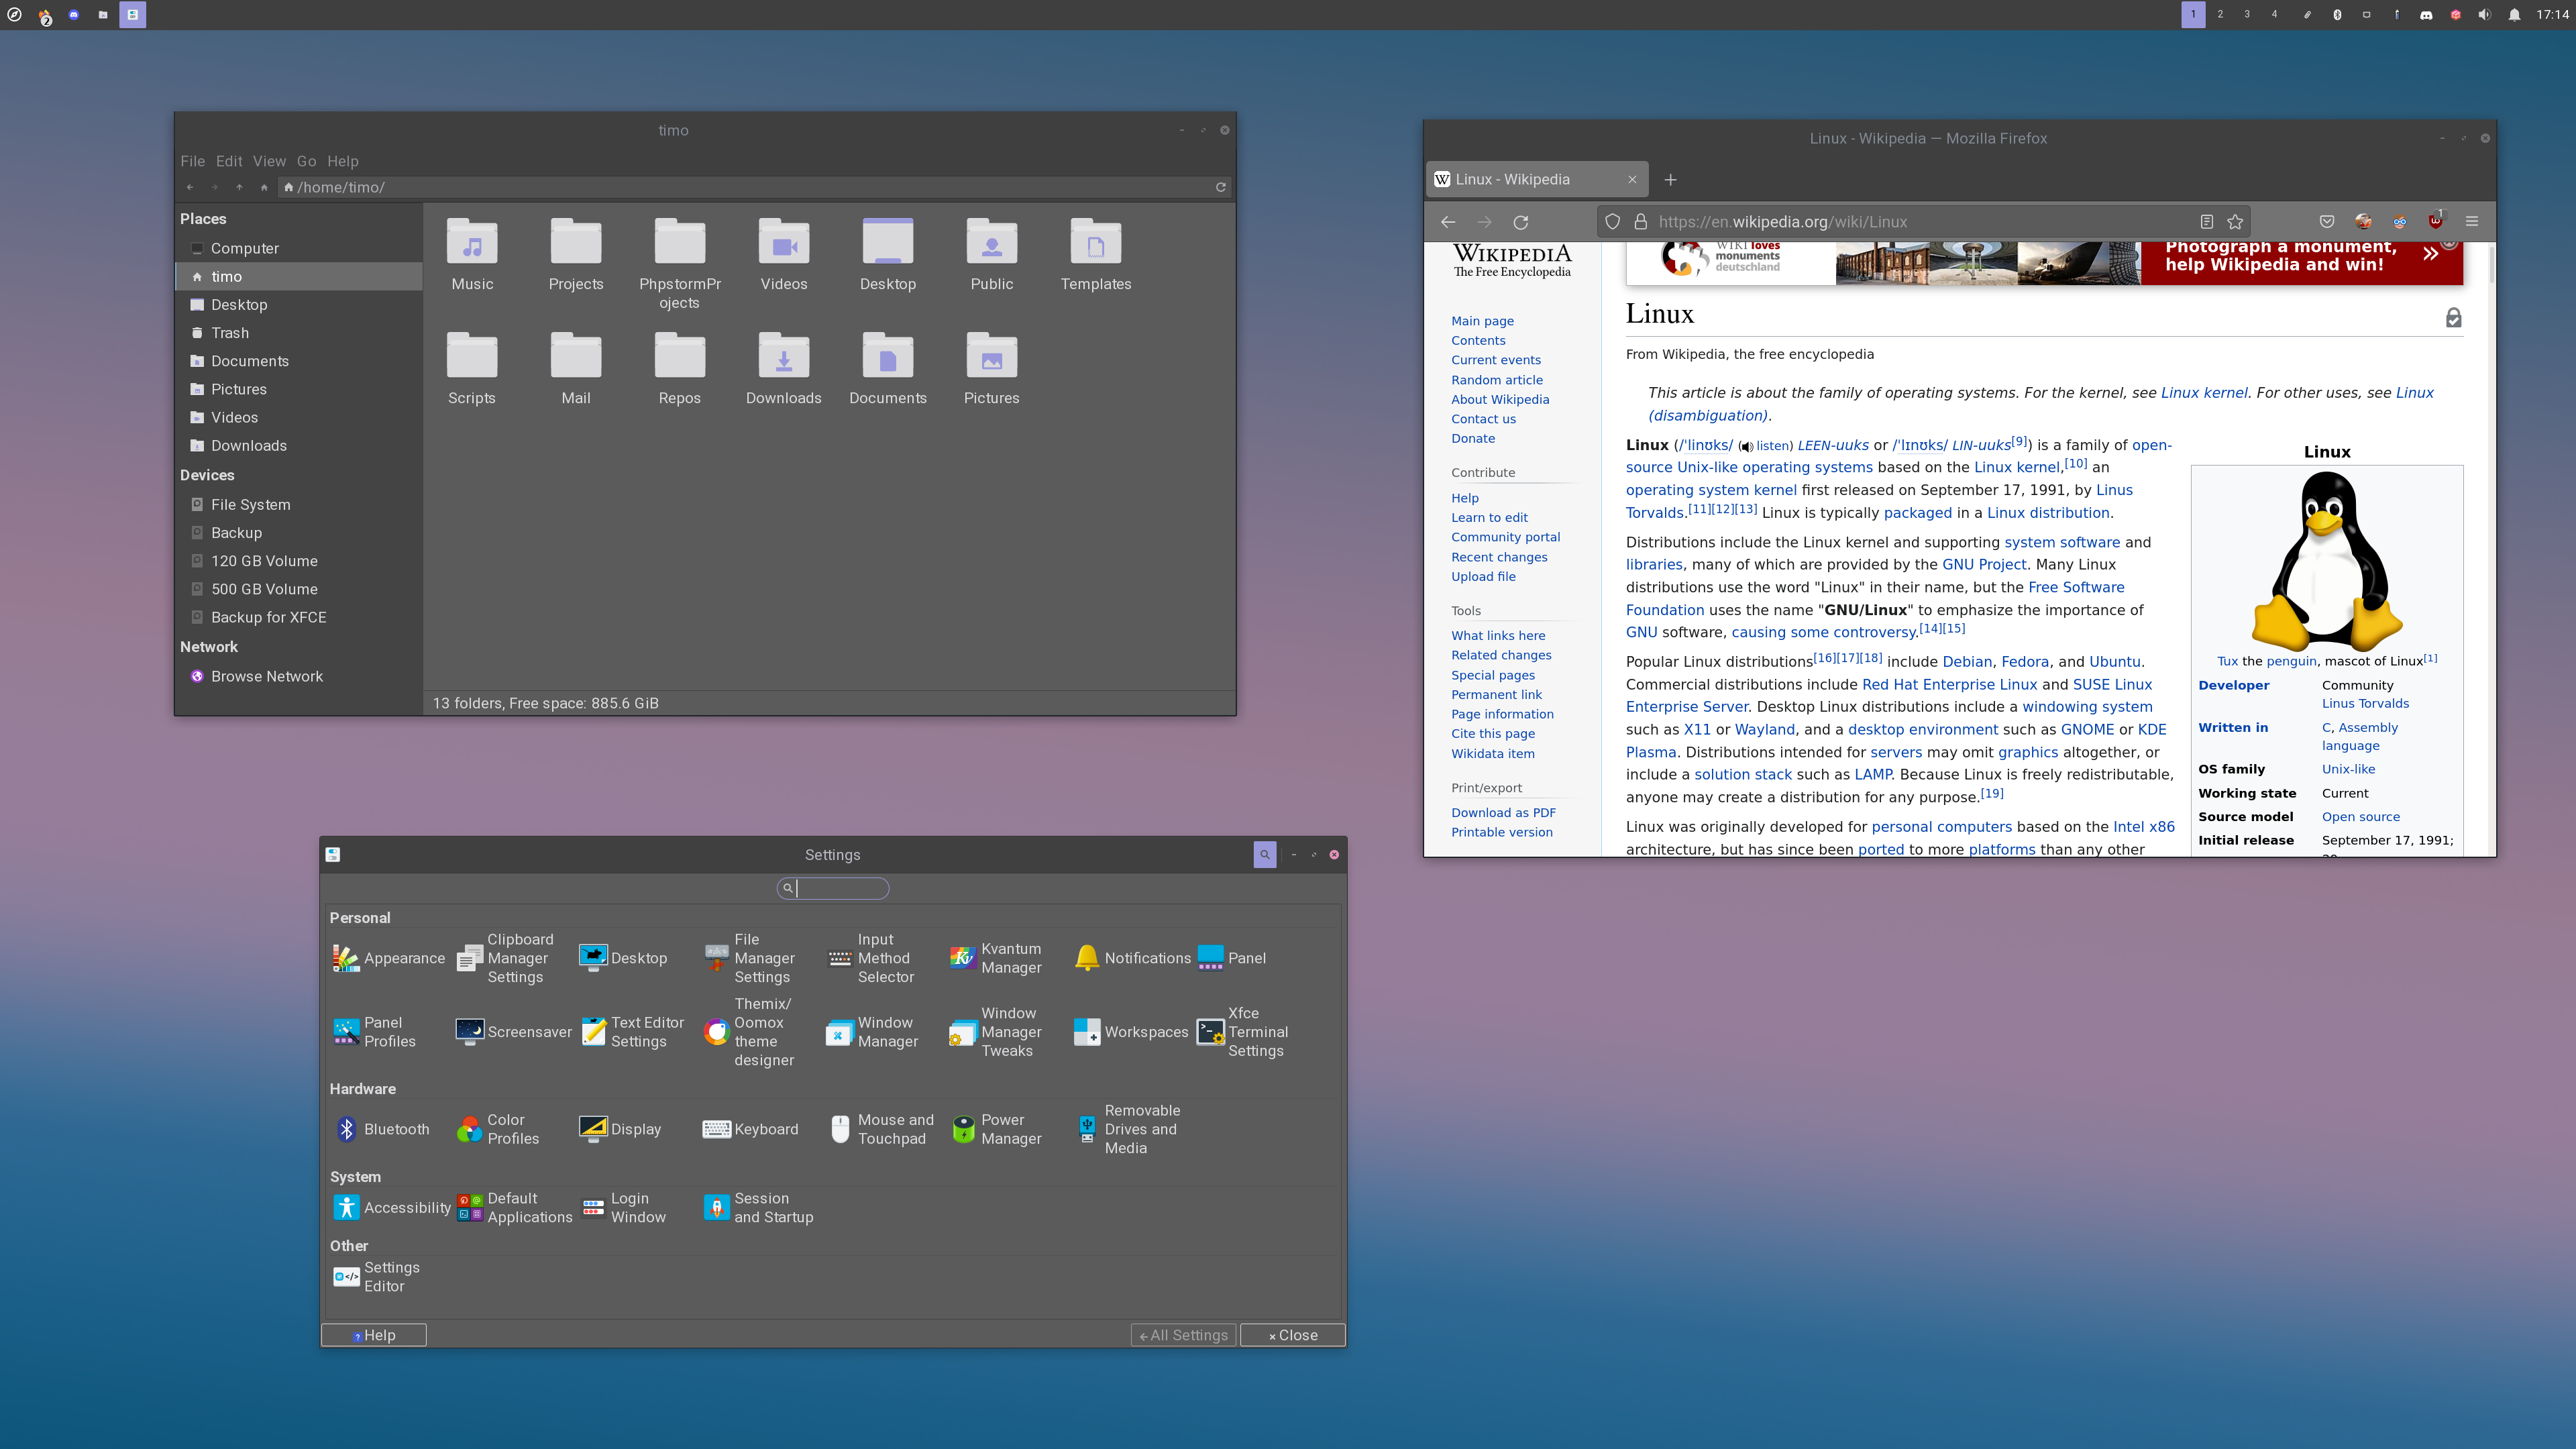 2
1 2 3 4 17:14
timo
File Edit View Go Help
/home/timo/
Places
Computer
timo
Desktop
Trash
Documents
Pictures
Videos
Downloads
Devices
File System
Backup
120 GB Volume
500 GB Volume
Backup for XFCE
Network
Browse Network
Music Projects PhpstormPr Videos Desktop Public Templates
ojects
Scripts Mail Repos Downloads Documents Pictures
13 folders, Free space: 885.6 GiB
Linux - Wikipedia — Mozilla Firefox
W Linux - Wikipedia
https://en.wikipedia.org/wiki/Linux
1
WIKIPEDIA
The Free Encyclopedia
Main page
Contents
Current events
Random article
About Wikipedia
Contact us
Donate
Contribute
Help
Learn to edit
Community portal
Recent changes
Upload file
Tools
What links here
Related changes
Special pages
Permanent link
Page information
Cite this page
Wikidata item
Print/export
Download as PDF
Printable version
WIKI loves
monuments
deutschland
Photograph a monument,
help Wikipedia and win!
Linux
From Wikipedia, the free encyclopedia
This article is about the family of operating systems. For the kernel, see Linux kernel. For other uses, see Linux
(disambiguation).
Linux (/ˈlinʊks/ (listen) LEEN-uuks or /ˈlɪnʊks/ LIN-uuks[9]) is a family of open-
source Unix-like operating systems based on the Linux kernel,[10] an
operating system kernel first released on September 17, 1991, by Linus
Torvalds.[11][12][13] Linux is typically packaged in a Linux distribution.
Distributions include the Linux kernel and supporting system software and
libraries, many of which are provided by the GNU Project. Many Linux
distributions use the word "Linux" in their name, but the Free Software
Foundation uses the name "GNU/Linux" to emphasize the importance of
GNU software, causing some controversy.[14][15]
Popular Linux distributions[16][17][18] include Debian, Fedora, and Ubuntu.
Commercial distributions include Red Hat Enterprise Linux and SUSE Linux
Enterprise Server. Desktop Linux distributions include a windowing system
such as X11 or Wayland, and a desktop environment such as GNOME or KDE
Plasma. Distributions intended for servers may omit graphics altogether, or
include a solution stack such as LAMP. Because Linux is freely redistributable,
anyone may create a distribution for any purpose.[19]
Linux was originally developed for personal computers based on the Intel x86
architecture, but has since been ported to more platforms than any other
Linux
Tux the penguin, mascot of Linux[1]
Developer Community
Linus Torvalds
Written in C, Assembly
language
OS family Unix-like
Working state Current
Source model Open source
Initial release September 17, 1991;
Settings
Personal
Appearance
Clipboard
Manager
Settings
Desktop
File
Manager
Settings
Input
Method
Selector
Kv
Kvantum
Manager
Notifications
Panel
Panel
Profiles
Screensaver
Text Editor
Settings
Themix/
Oomox
theme
designer
Window
Manager
Window
Manager
Tweaks
Workspaces
Xfce
Terminal
Settings
Hardware
Bluetooth
Color
Profiles
Display
Keyboard
Mouse and
Touchpad
Power
Manager
Removable
Drives and
Media
System
Accessibility
Default
Applications
Login
Window
Session
and Startup
Other
Settings
Editor
? Help
All Settings
Close